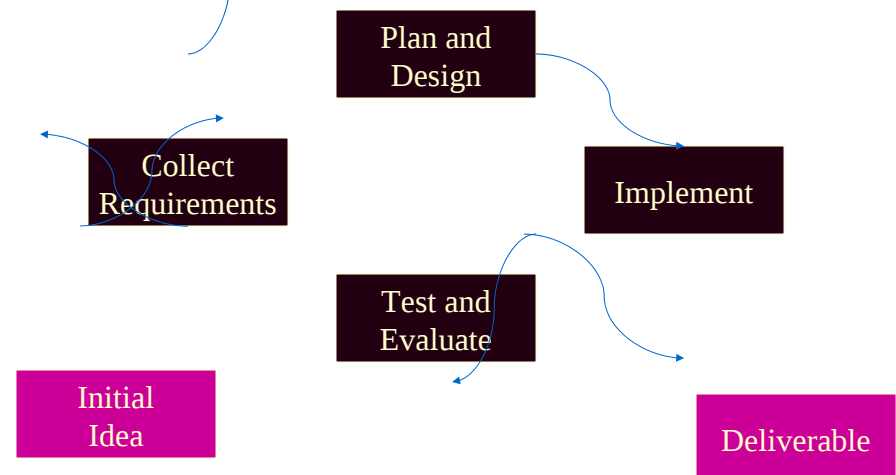 Plan and
Design
Collect
Requirements
Implement
Test and
Evaluate
Initial
Idea
Deliverable